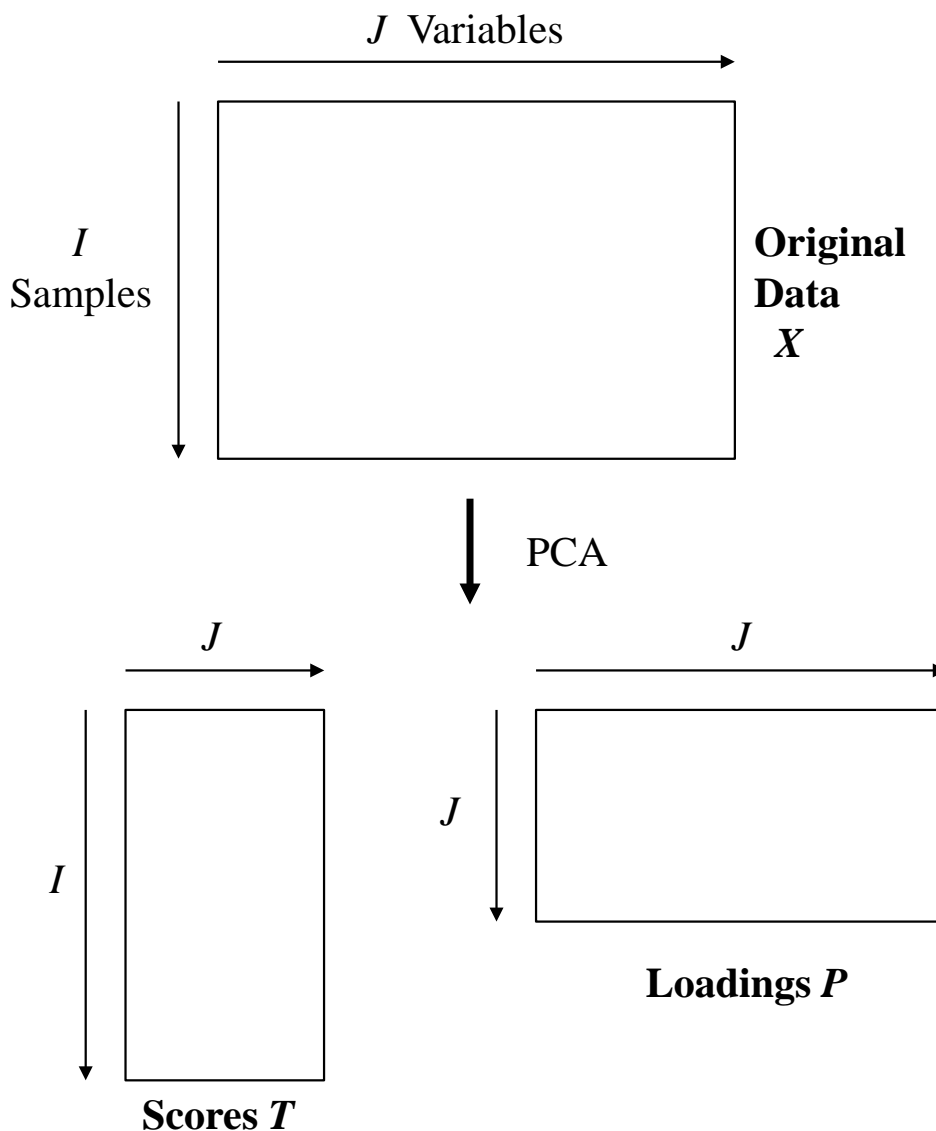 J Variables
I
Samples
Original
Data
X
PCA
J
J
I
J
Loadings P
Scores T